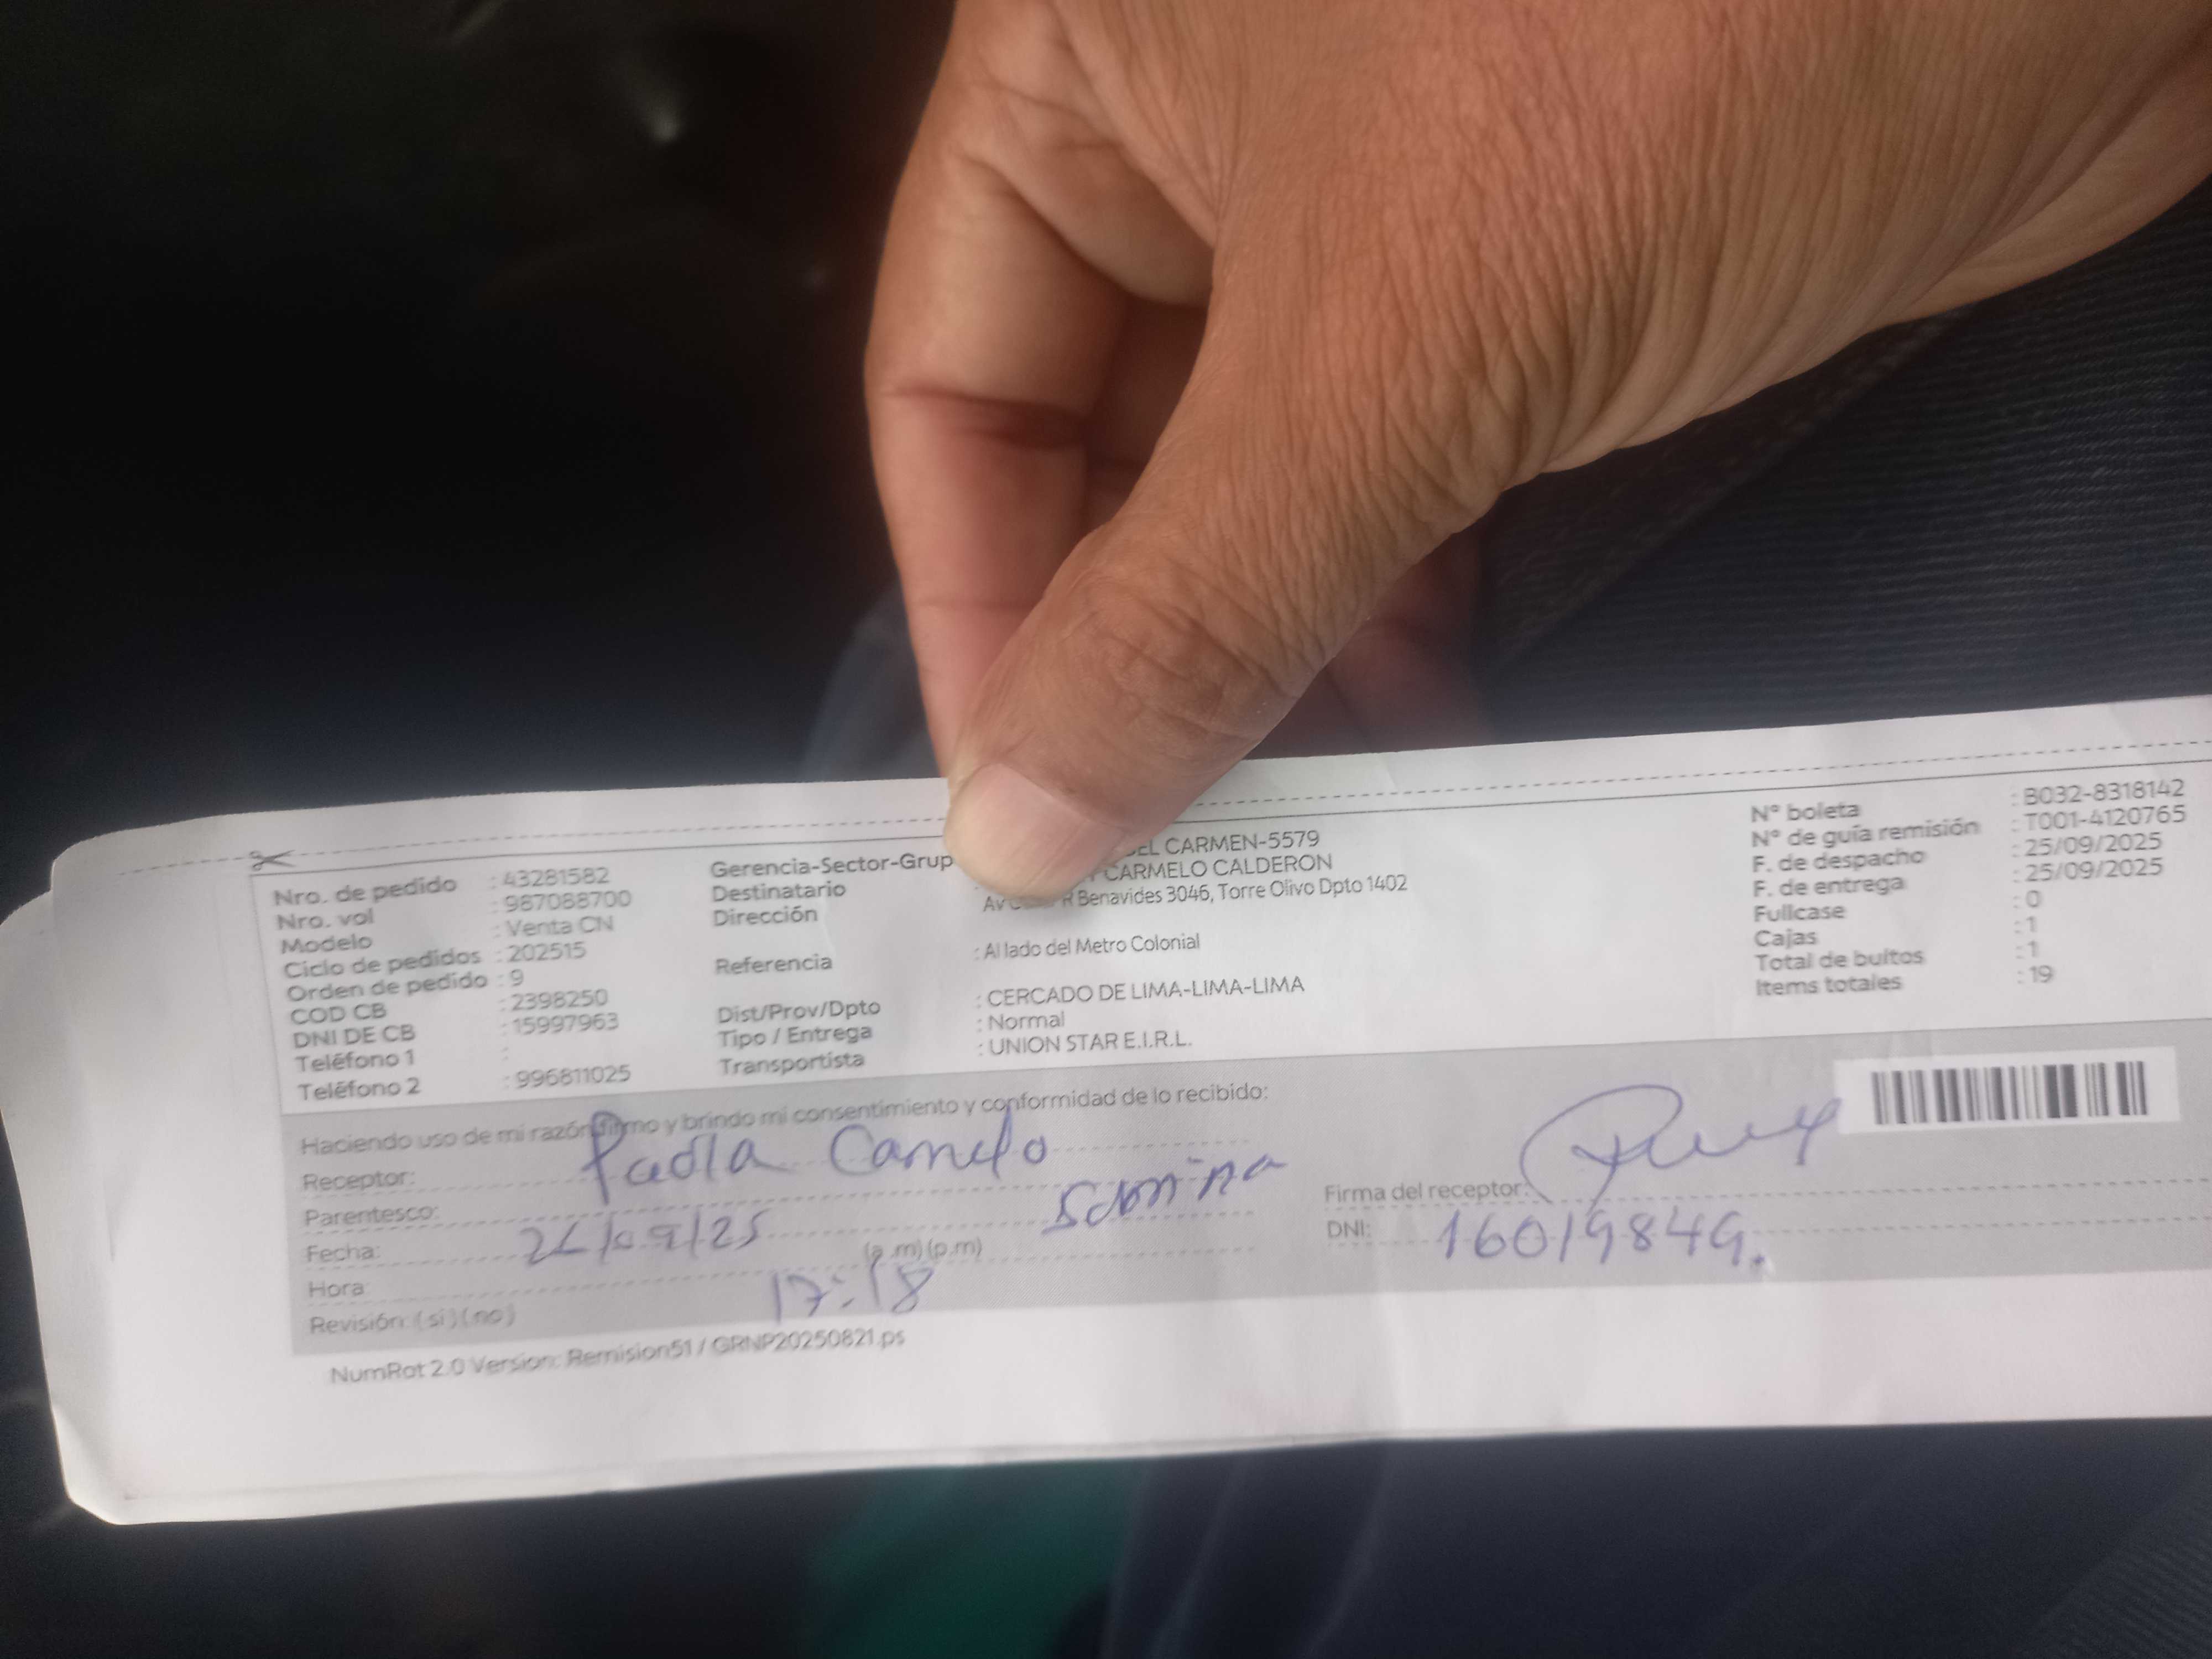 Nro. de pedido : 43281582
Nro. vol : 987088700
Modelo : Venta CN
Ciclo de pedidos : 202515
Orden de pedido : 9
COD CB : 2398250
DNI DE CB : 15997963
Teléfono 1 :
Teléfono 2 : 996811025
Gerencia-Sector-Grup DEL CARMEN-5579
Destinatario CARMELO CALDERON
Dirección Av R Benavides 3046, Torre Olivo Dpto 1402
Referencia : Al lado del Metro Colonial
Dist/Prov/Dpto : CERCADO DE LIMA-LIMA-LIMA
Tipo / Entrega : Normal
Transportista : UNION STAR E.I.R.L.
N° boleta : B032-8318142
N° de guía remisión : T001-4120765
F. de despacho : 25/09/2025
F. de entrega : 25/09/2025
Fullcase : 0
Cajas : 1
Total de bultos : 1
Items totales : 19
Haciendo uso de mi razón firmo y brindo mi consentimiento y conformidad de lo recibido:
Receptor: Paola Carmelo
Parentesco: Sobrina
Fecha: /09/25
Hora: 17:18 (a.m) (p.m)
Revisión: (si) (no)
Firma del receptor:
DNI: 16019849.
NumRot 2.0 Version: Remision51 / GRNP20250821.ps